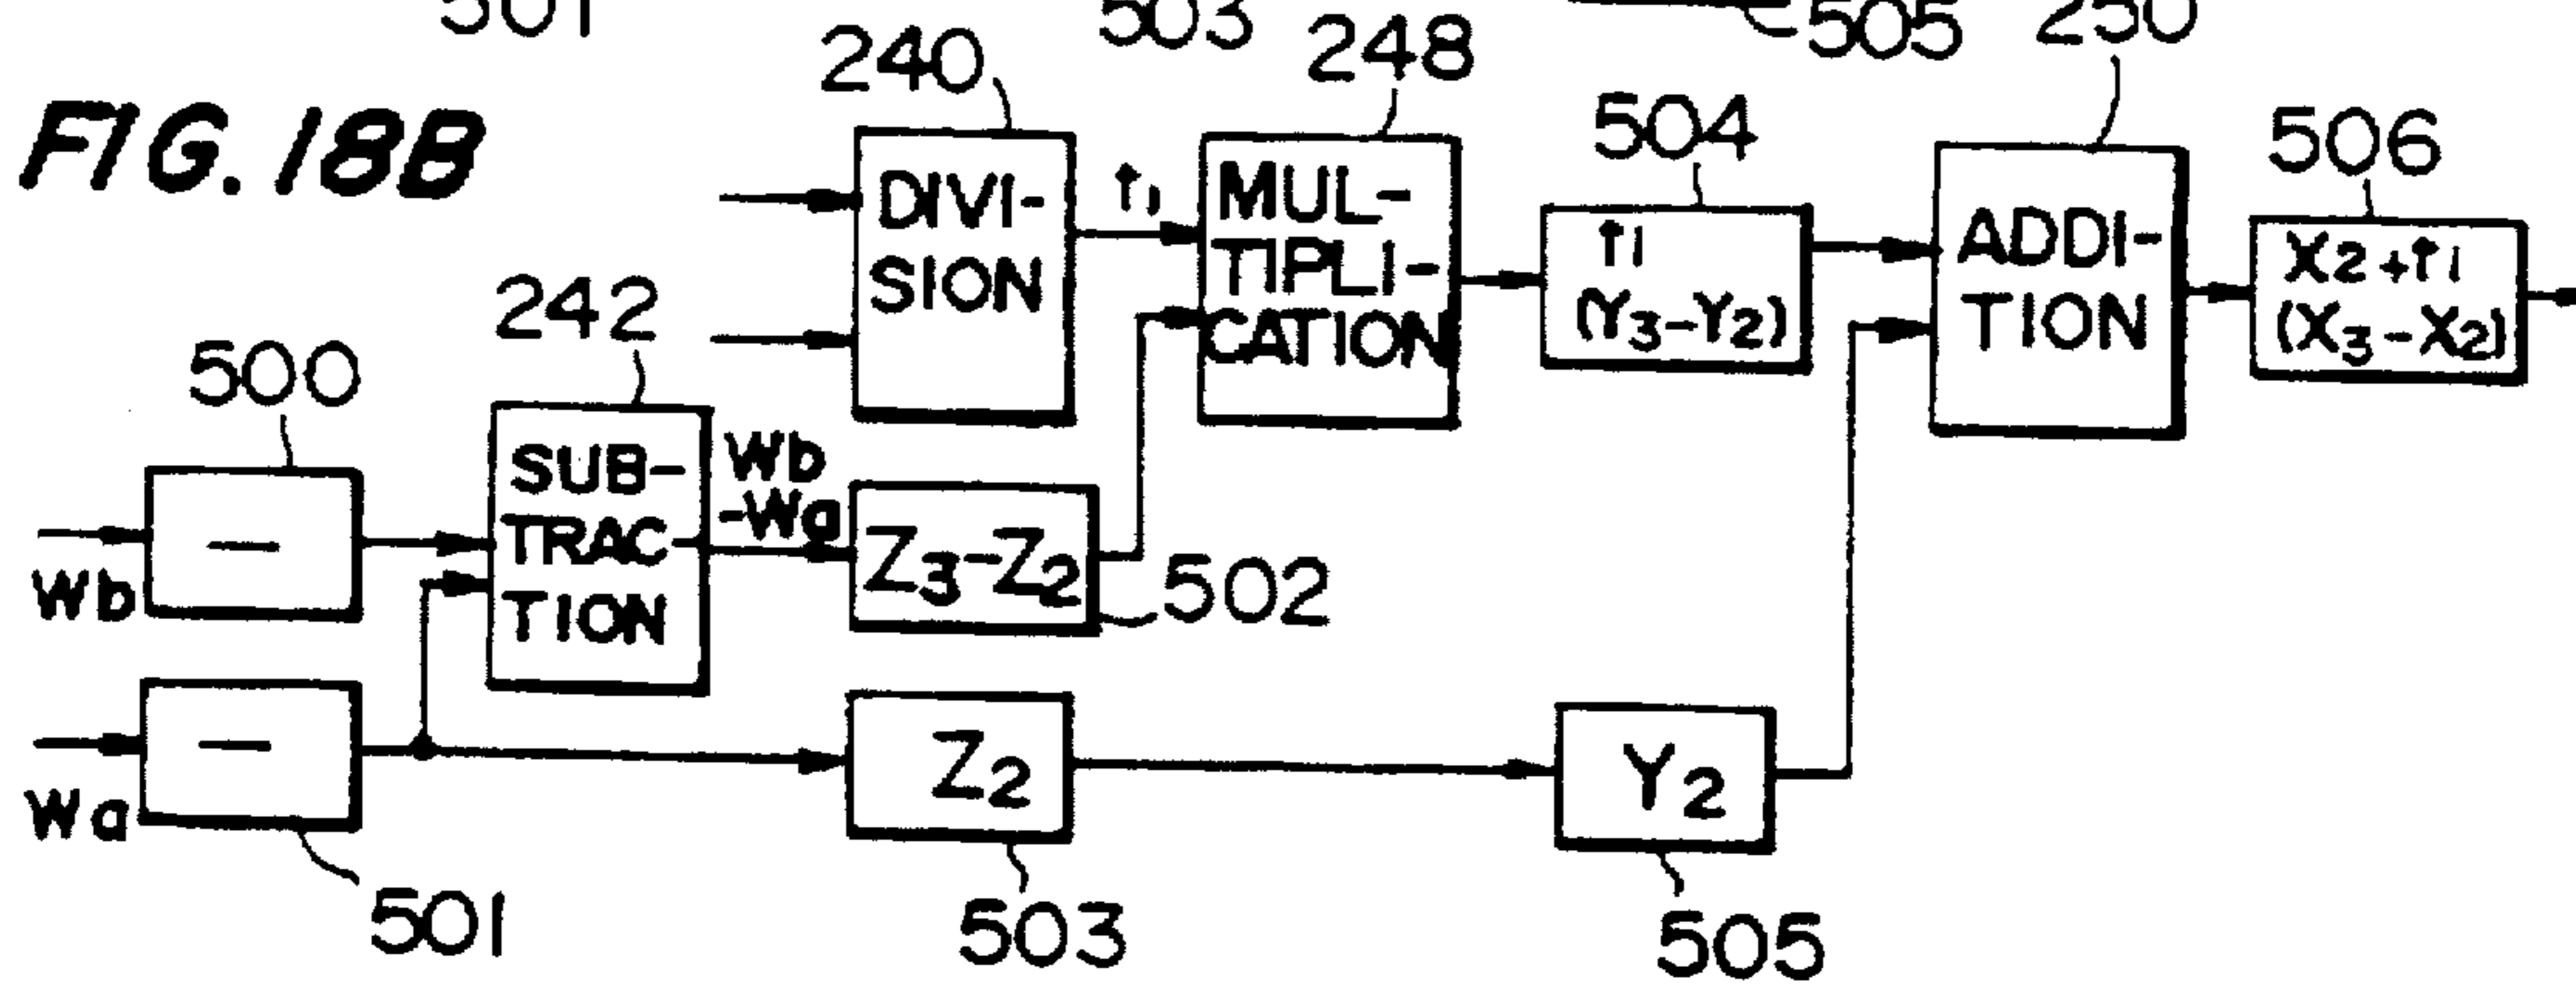 501
503
505
250
FIG. 18B
240
248
504
506
DIVI-
SION
t1
MUL-
TIPLI-
CATION
t1
(Y3-Y2)
ADDI-
TION
X2+t1
(X3-X2)
242
500
SUB-
TRAC-
TION
Wb
-Wa
Z3-Z2
502
—
Wb
—
Wa
Z2
Y2
501
503
505